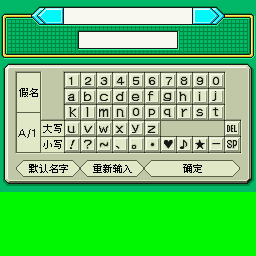 假名 1 2 3 4 5 6 7 8 9 0
a b c d e f g h i j
k l m n o p q r s t
A/1 大写 u v w x y z DEL
小写 ! ? ~ 、 。 · ♥ ♪ ★ — SP
默认名字 重新输入 确定